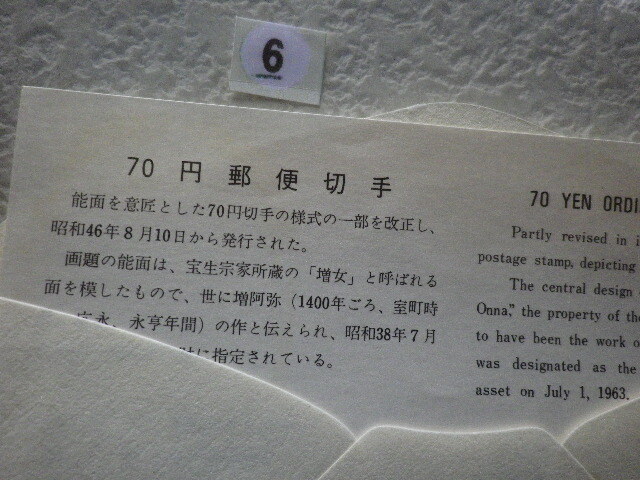 6
70円郵便切手
能面を意匠とした70円切手の様式の一部を改正し、
昭和46年8月10日から発行された。
画題の能面は、宝生宗家所蔵の「増女」と呼ばれる
面を模したもので、世に増阿弥(1400年ごろ、室町時
永、永亨年間)の作と伝えられ、昭和38年7月
に指定されている。
70 YEN ORDI
Partly revised in i
postage stamp, depicting
The central design
Onna," the property of the
to have been the work o
was designated as the
asset on July 1, 1963.